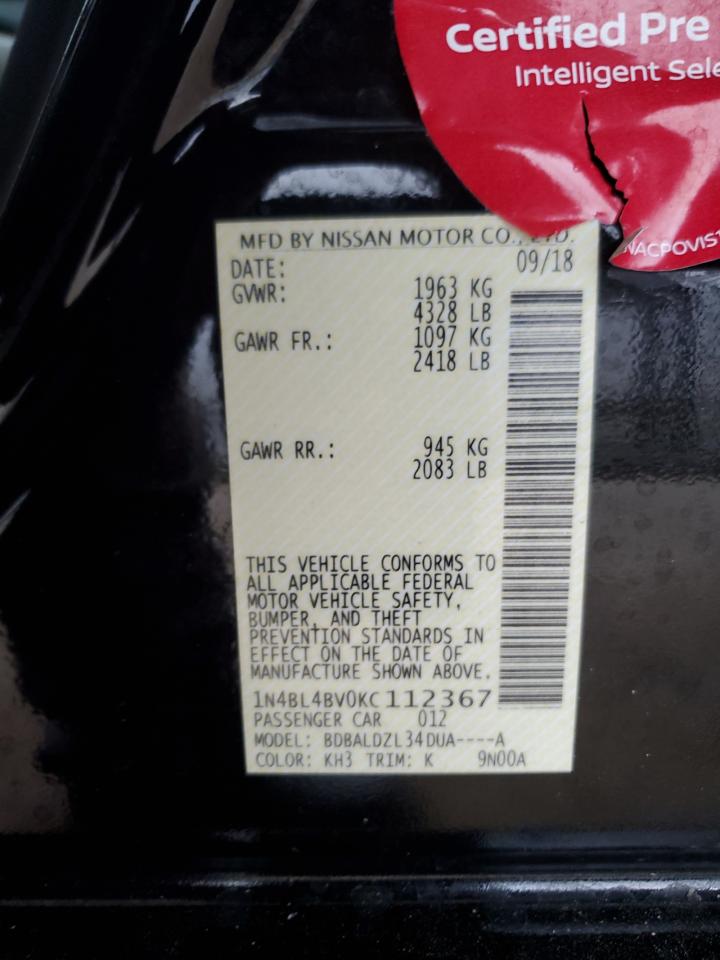 Certified Pre
Intelligent Sele
NACPOVIS
MFD BY NISSAN MOTOR CO., LTD.
DATE: 09/18
GVWR: 1963 KG
4328 LB
GAWR FR.: 1097 KG
2418 LB
GAWR RR.: 945 KG
2083 LB
THIS VEHICLE CONFORMS TO
ALL APPLICABLE FEDERAL
MOTOR VEHICLE SAFETY,
BUMPER, AND THEFT
PREVENTION STANDARDS IN
EFFECT ON THE DATE OF
MANUFACTURE SHOWN ABOVE.
1N4BL4BV0KC112367
PASSENGER CAR 012
MODEL: BDBALDZL34DUA----A
COLOR: KH3 TRIM: K 9N00A